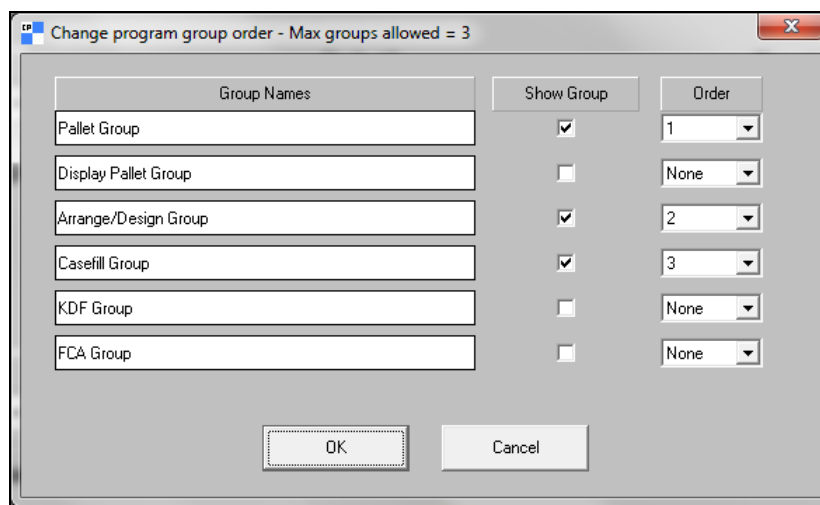 CP
Change program group order - Max groups allowed = 3
Group Names Show Group Order
Pallet Group 1
Display Pallet Group None
Arrange/Design Group 2
Casefill Group 3
KDF Group None
FCA Group None
OK Cancel